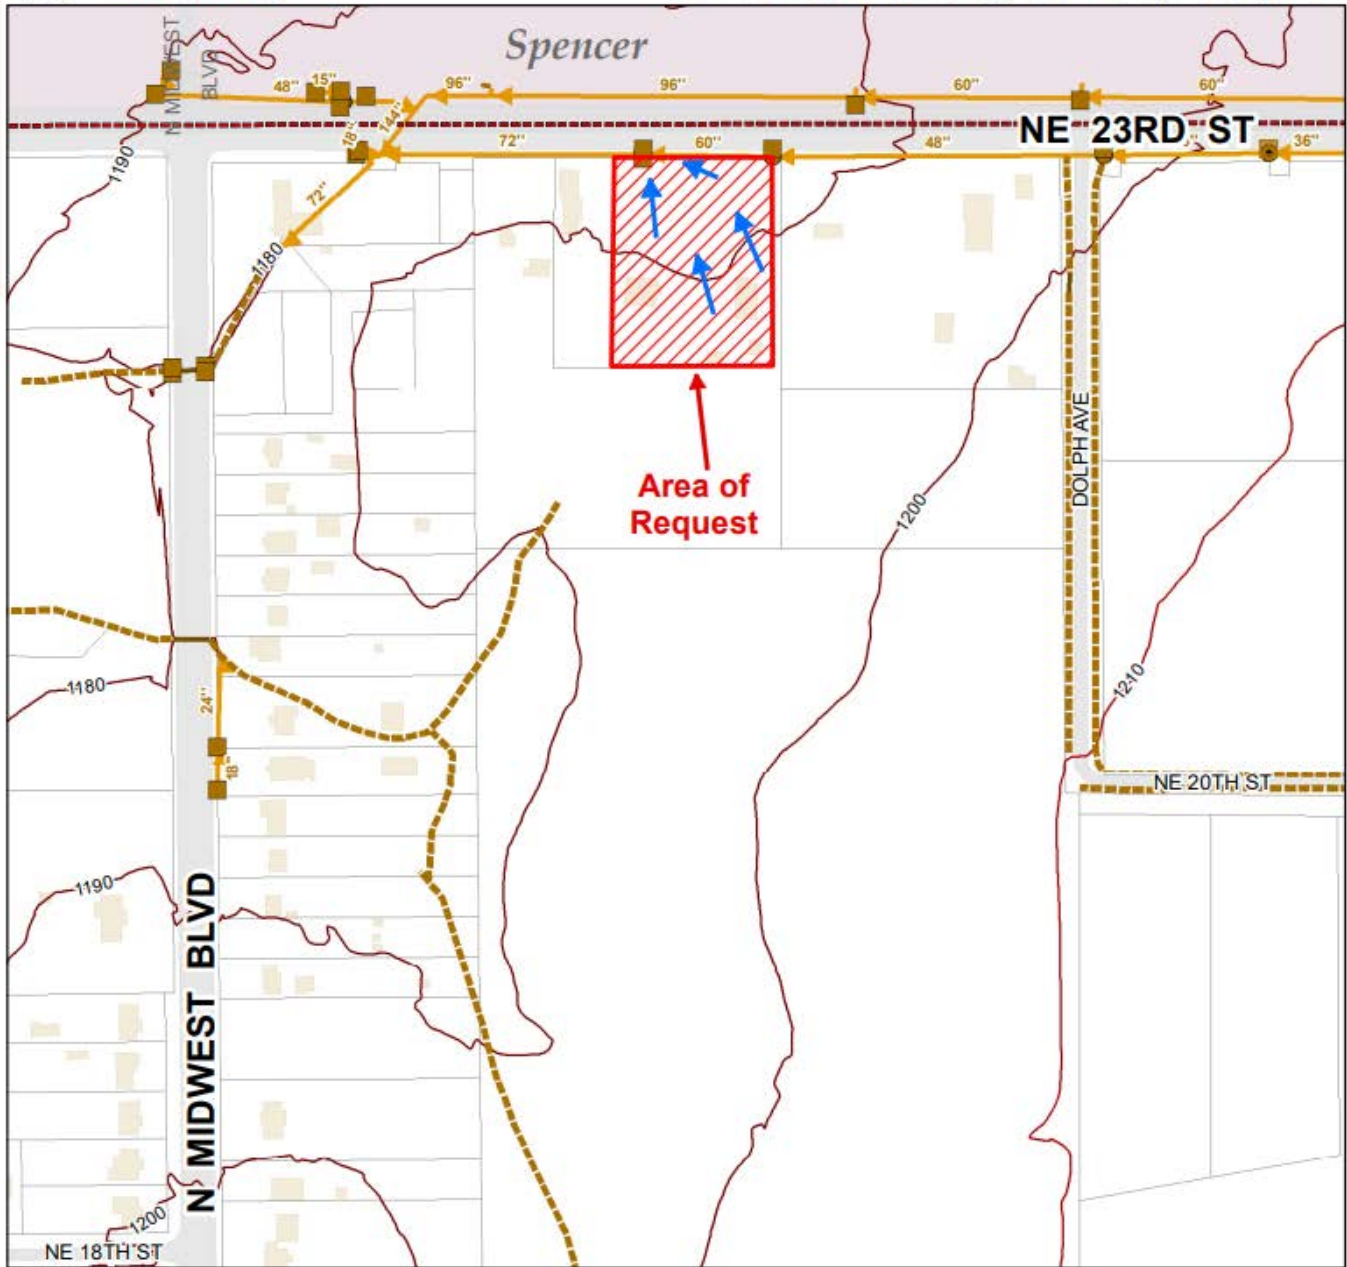 N MIDWEST
BLVD
Spencer
48"
15"
96"
96"
60"
60"
144"
18"
NE 23RD ST
72"
60"
48"
36"
1190
72"
1180
Area of
Request
DOLPH AVE
1200
1180
24"
18"
1210
NE 20TH ST
1190
N MIDWEST BLVD
1200
NE 18TH ST